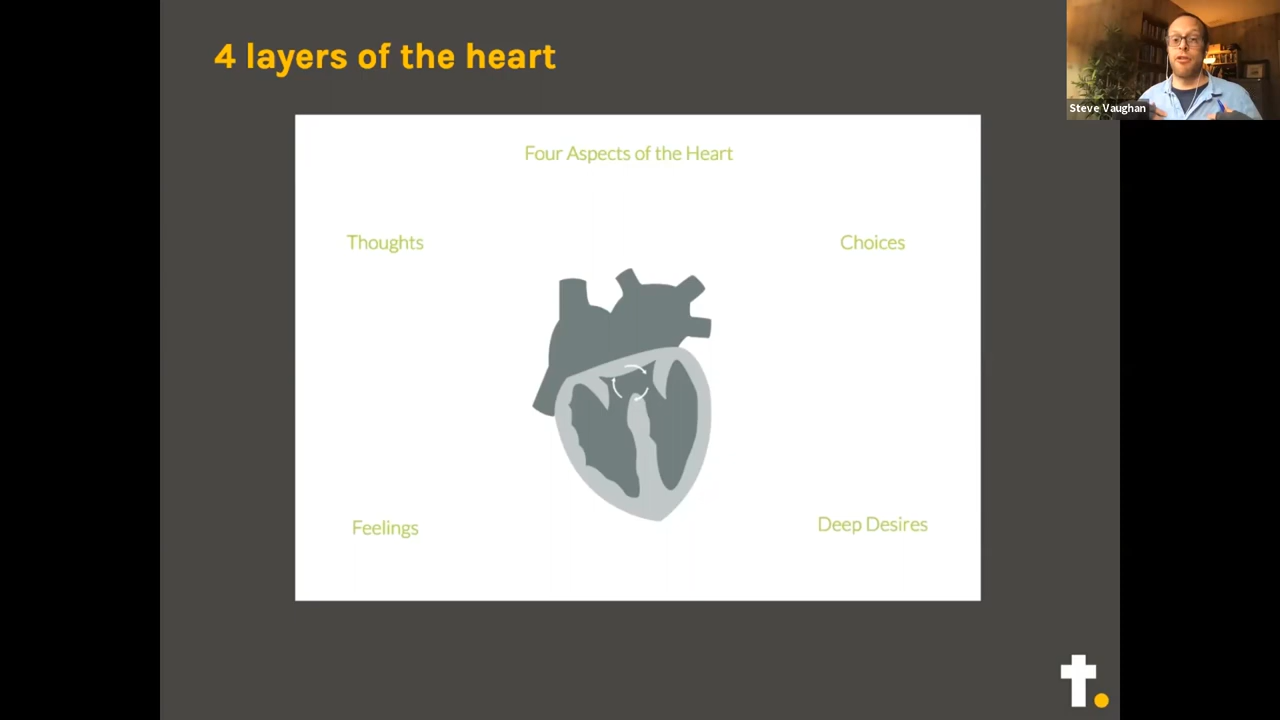 4 layers of the heart
Steve Vaughan
Four Aspects of the Heart
Thoughts
Choices
Feelings
Deep Desires